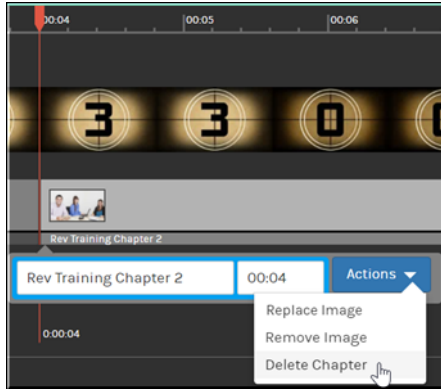 00:04 00:05 00:06
3 3 0
Rev Training Chapter 2
Rev Training Chapter 2 00:04 Actions
Replace Image
0:00:04
Remove Image
Delete Chapter